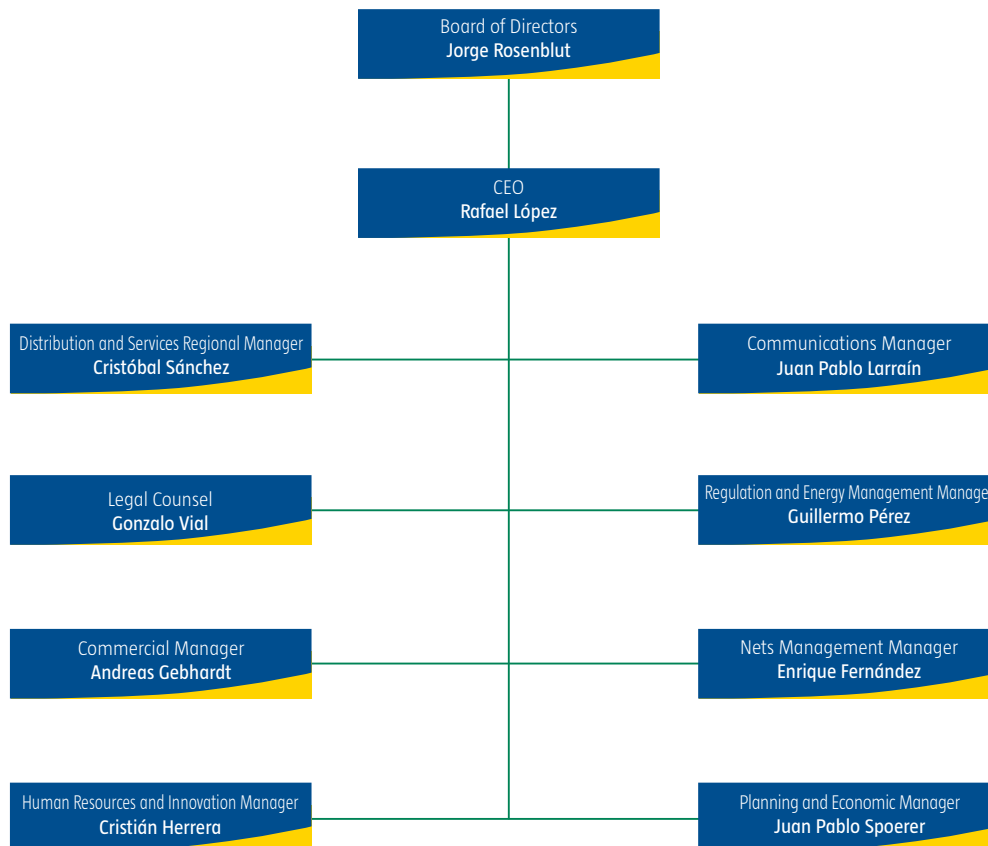 Board of Directors
Jorge Rosenblut
CEO
Rafael López
Distribution and Services Regional Manager
Cristóbal Sánchez
Communications Manager
Juan Pablo Larraín
Legal Counsel
Gonzalo Vial
Regulation and Energy Management Manage
Guillermo Pérez
Commercial Manager
Andreas Gebhardt
Nets Management Manager
Enrique Fernández
Human Resources and Innovation Manager
Cristián Herrera
Planning and Economic Manager
Juan Pablo Spoerer